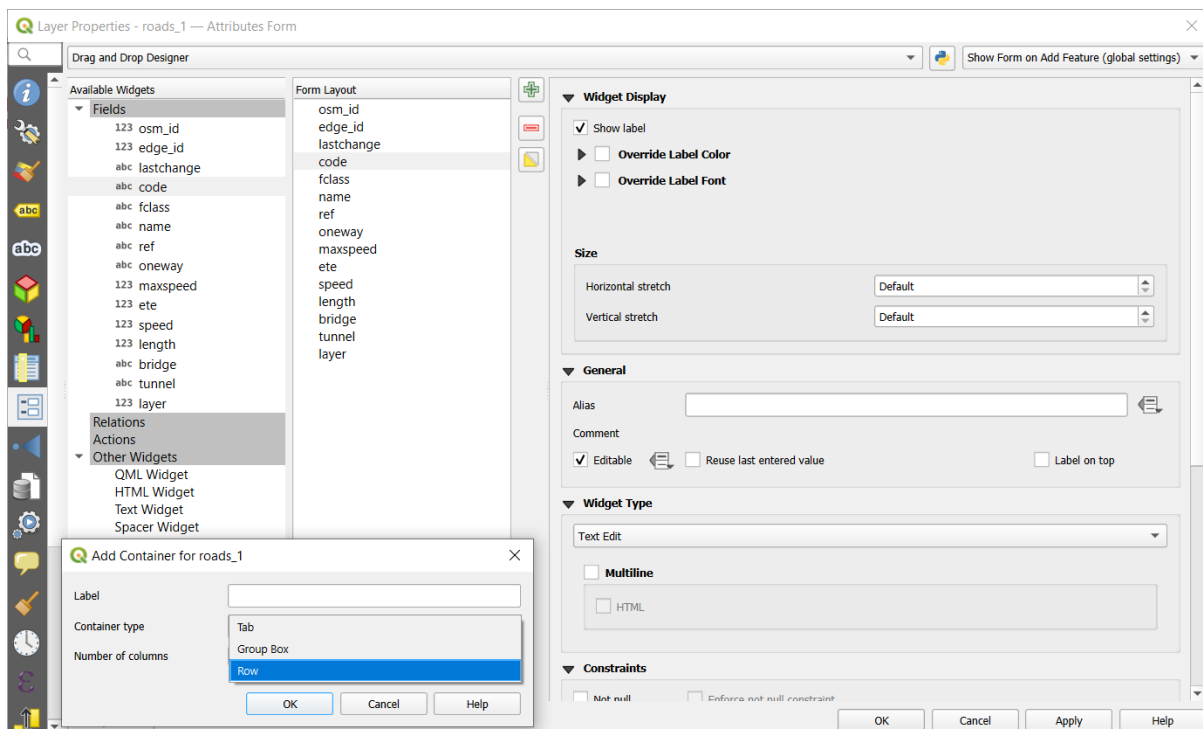 Layer Properties - roads_1 — Attributes Form
Drag and Drop Designer
Show Form on Add Feature (global settings)
Available Widgets
Fields
123 osm_id
123 edge_id
abc lastchange
abc code
abc fclass
abc name
abc ref
abc oneway
123 maxspeed
123 ete
123 speed
123 length
abc bridge
abc tunnel
123 layer
Relations
Actions
Other Widgets
QML Widget
HTML Widget
Text Widget
Spacer Widget
Form Layout
osm_id
edge_id
lastchange
code
fclass
name
ref
oneway
maxspeed
ete
speed
length
bridge
tunnel
layer
Widget Display
Show label
Override Label Color
Override Label Font
Size
Horizontal stretch Default
Vertical stretch Default
General
Alias
Comment
Editable Reuse last entered value Label on top
Widget Type
Text Edit
Multiline
HTML
Constraints
Not null Enforce not null constraint
OK Cancel Apply Help
abc
abc
Add Container for roads_1
Label
Container type
Number of columns
Tab
Group Box
Row
OK Cancel Help